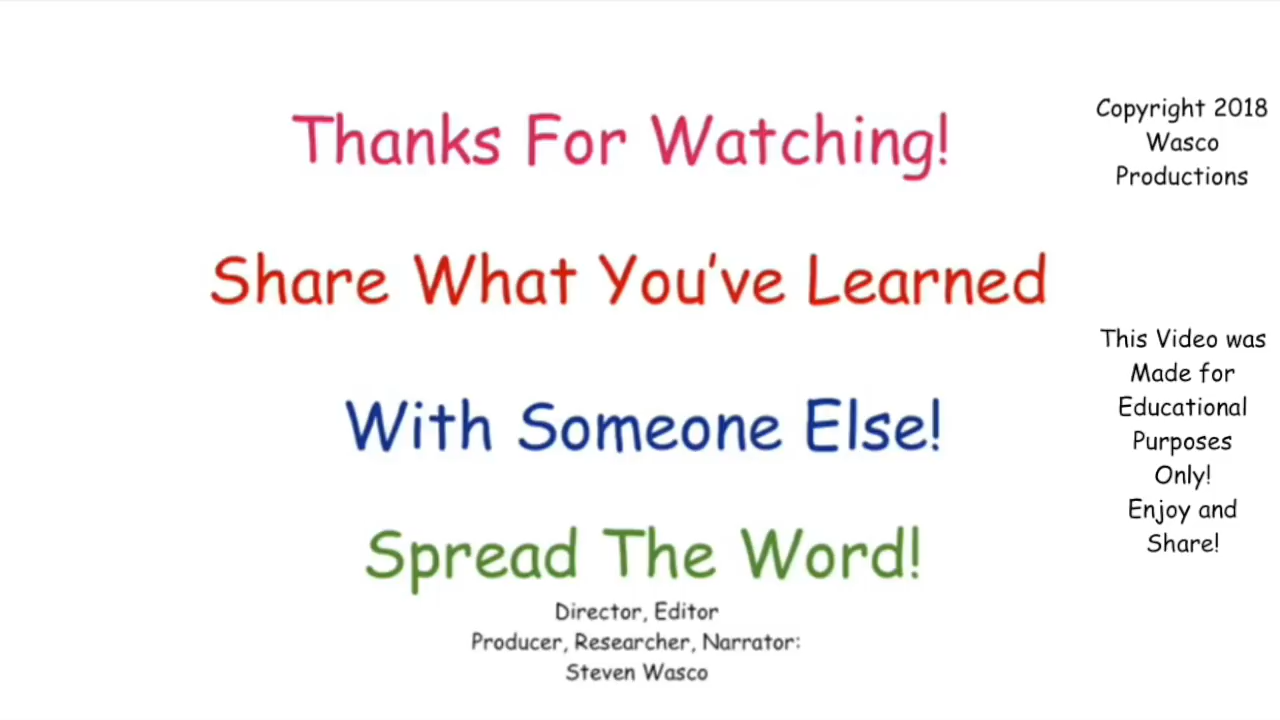 Thanks For Watching!
Share What You've Learned
With Someone Else!
Spread The Word!
Director, Editor
Producer, Researcher, Narrator:
Steven Wasco
Copyright 2018
Wasco
Productions
This Video was
Made for
Educational
Purposes
Only!
Enjoy and
Share!